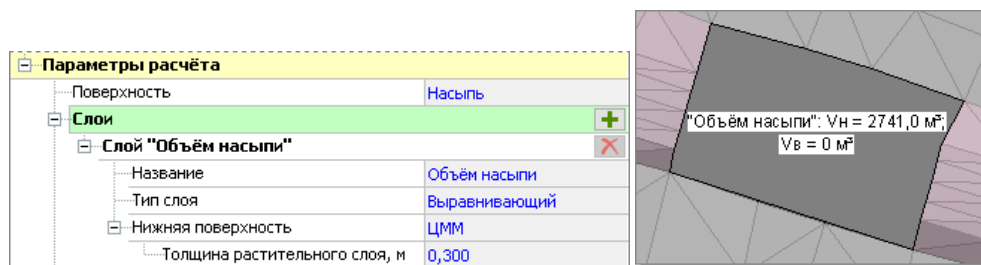 Параметры расчёта
Поверхность Насыпь
Слои
Слой "Объём насыпи"
Название Объём насыпи
Тип слоя Выравнивающий
Нижняя поверхность ЦММ
Толщина растительного слоя, м 0,300
"Объём насыпи": Vн = 2741,0 м³;
Vв = 0 м³